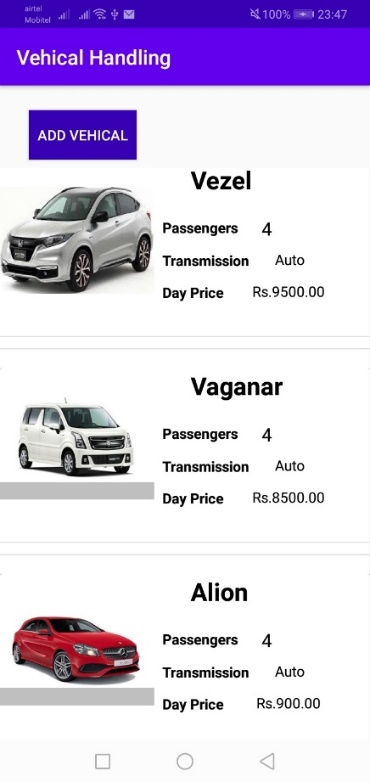 airtel
Mobitel
100%
23:47
Vehical Handling
ADD VEHICAL
Vezel
Passengers 4
Transmission Auto
Day Price Rs.9500.00
Vaganar
Passengers 4
Transmission Auto
Day Price Rs.8500.00
Alion
Passengers 4
Transmission Auto
Day Price Rs.900.00